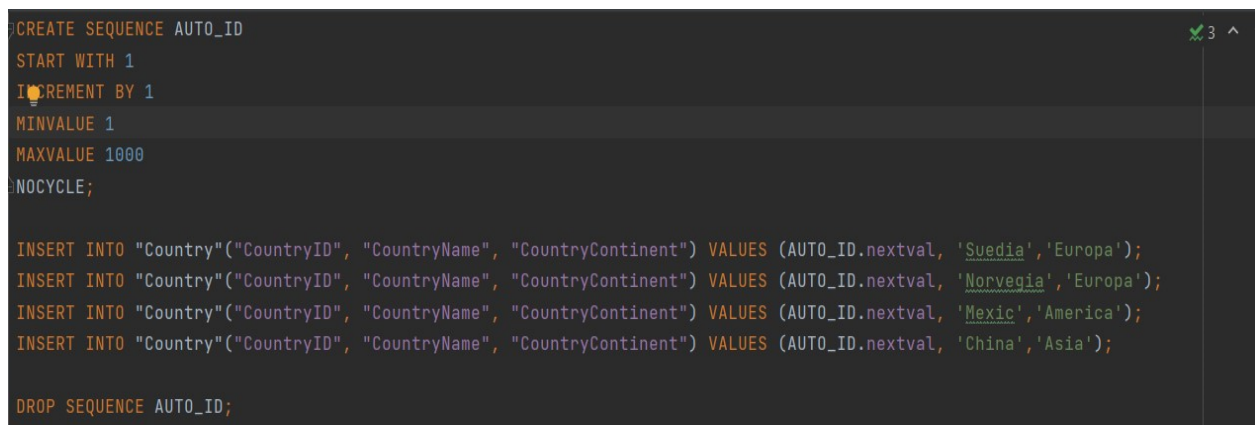 CREATE SEQUENCE AUTO_ID
START WITH 1
INCREMENT BY 1
MINVALUE 1
MAXVALUE 1000
NOCYCLE;
INSERT INTO "Country"("CountryID", "CountryName", "CountryContinent") VALUES (AUTO_ID.nextval, 'Suedia','Europa');
INSERT INTO "Country"("CountryID", "CountryName", "CountryContinent") VALUES (AUTO_ID.nextval, 'Norvegia','Europa');
INSERT INTO "Country"("CountryID", "CountryName", "CountryContinent") VALUES (AUTO_ID.nextval, 'Mexic','America');
INSERT INTO "Country"("CountryID", "CountryName", "CountryContinent") VALUES (AUTO_ID.nextval, 'China','Asia');
DROP SEQUENCE AUTO_ID;
3